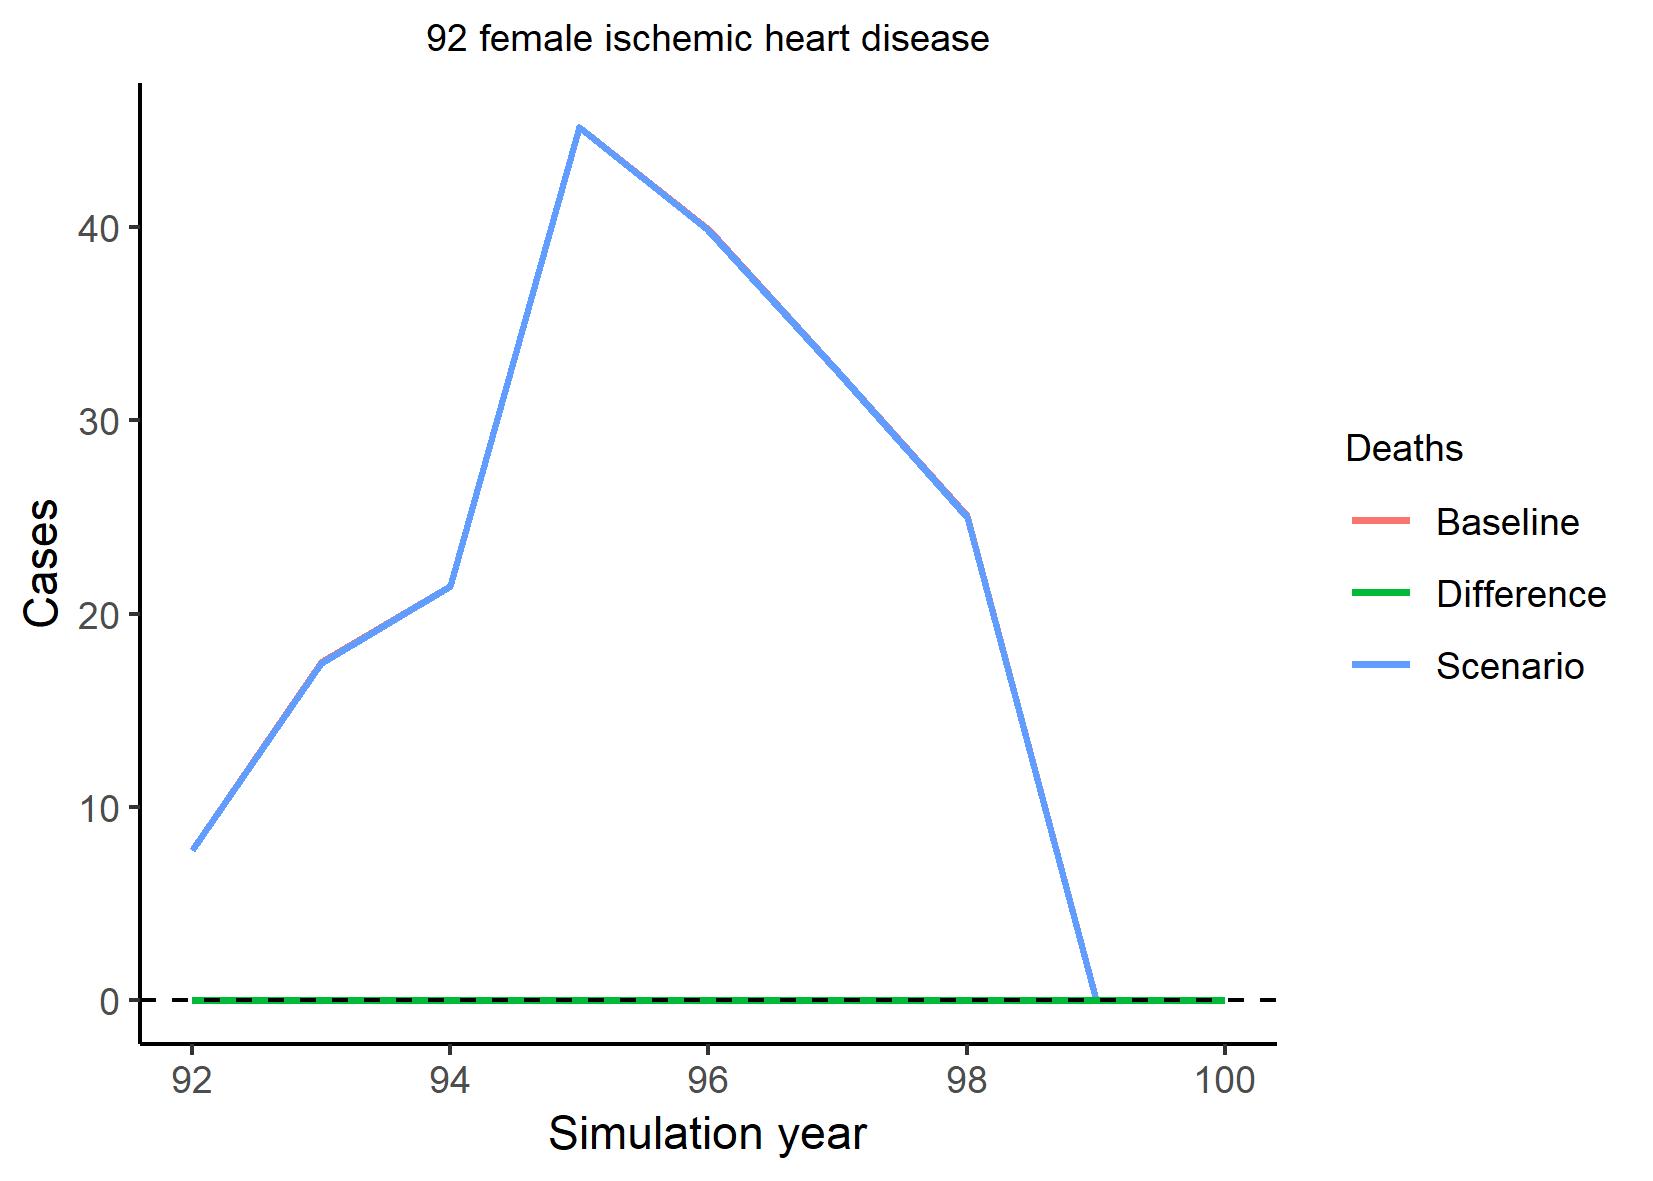 92 female ischemic heart disease
Cases
40
30
20
10
0
92 94 96 98 100
Simulation year
Deaths
Baseline
Difference
Scenario